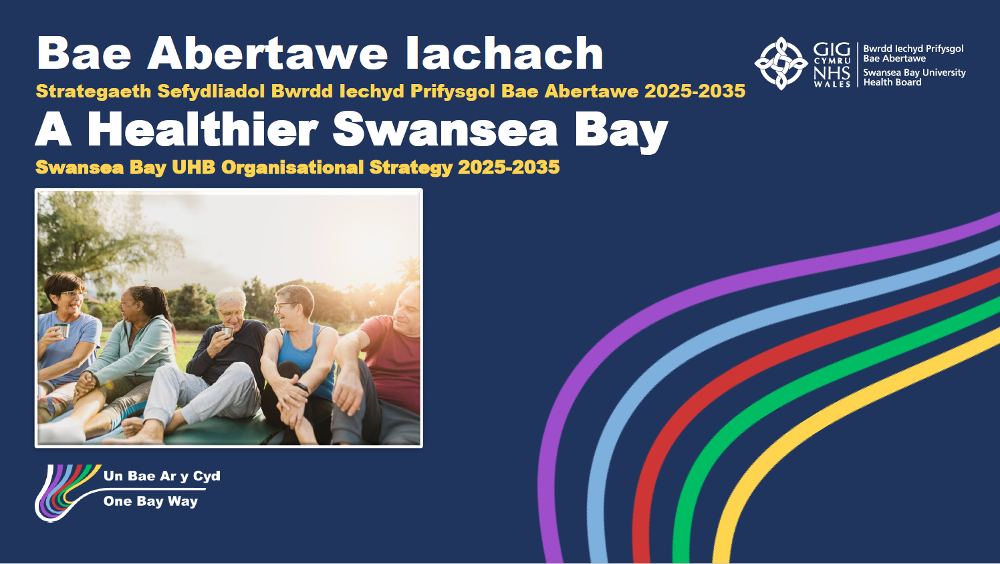 Bae Abertawe Iachach
Strategaeth Sefydliadol Bwrdd Iechyd Prifysgol Bae Abertawe 2025-2035
A Healthier Swansea Bay
Swansea Bay UHB Organisational Strategy 2025-2035
GIG
CYMRU
NHS
WALES
Bwrdd Iechyd Prifysgol
Bae Abertawe
Swansea Bay University
Health Board
Un Bae Ar y Cyd
One Bay Way